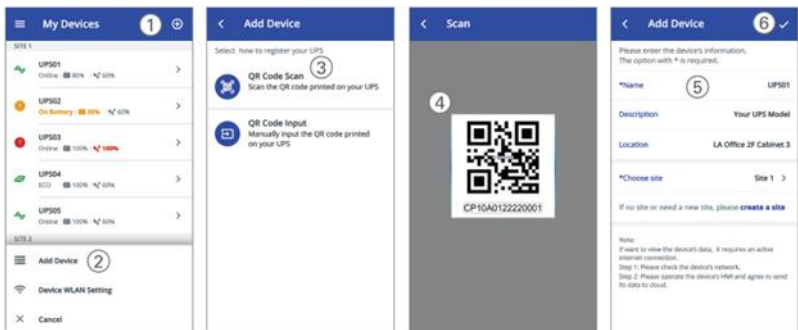 My Devices
1
SITE 1
UPS01
Online 80% 60%
UPS02
On Battery 90% 60%
UPS03
Online 100% 100%
UPS04
ECO 100% 60%
UPS05
Online 100% 60%
SITE 2
Add Device 2
Device WLAN Setting
Cancel
Add Device
Select how to register your UPS
3
QR Code Scan
Scan the QR code printed on your UPS
QR Code Input
Manually input the QR code printed
on your UPS
Scan
4
CP10A0122220001
Add Device
6
Please enter the device's information.
The option with * is required.
*Name 5 UPS01
Description Your UPS Model
Location LA Office 2F Cabinet 3
*Choose site Site 1 >
If no site or need a new site, please create a site
Note:
If want to view the device's data, it requires an active
internet connection.
Step 1: Please check the device's network.
Step 2: Please operate the device's HMI and agree to send
its data to cloud.